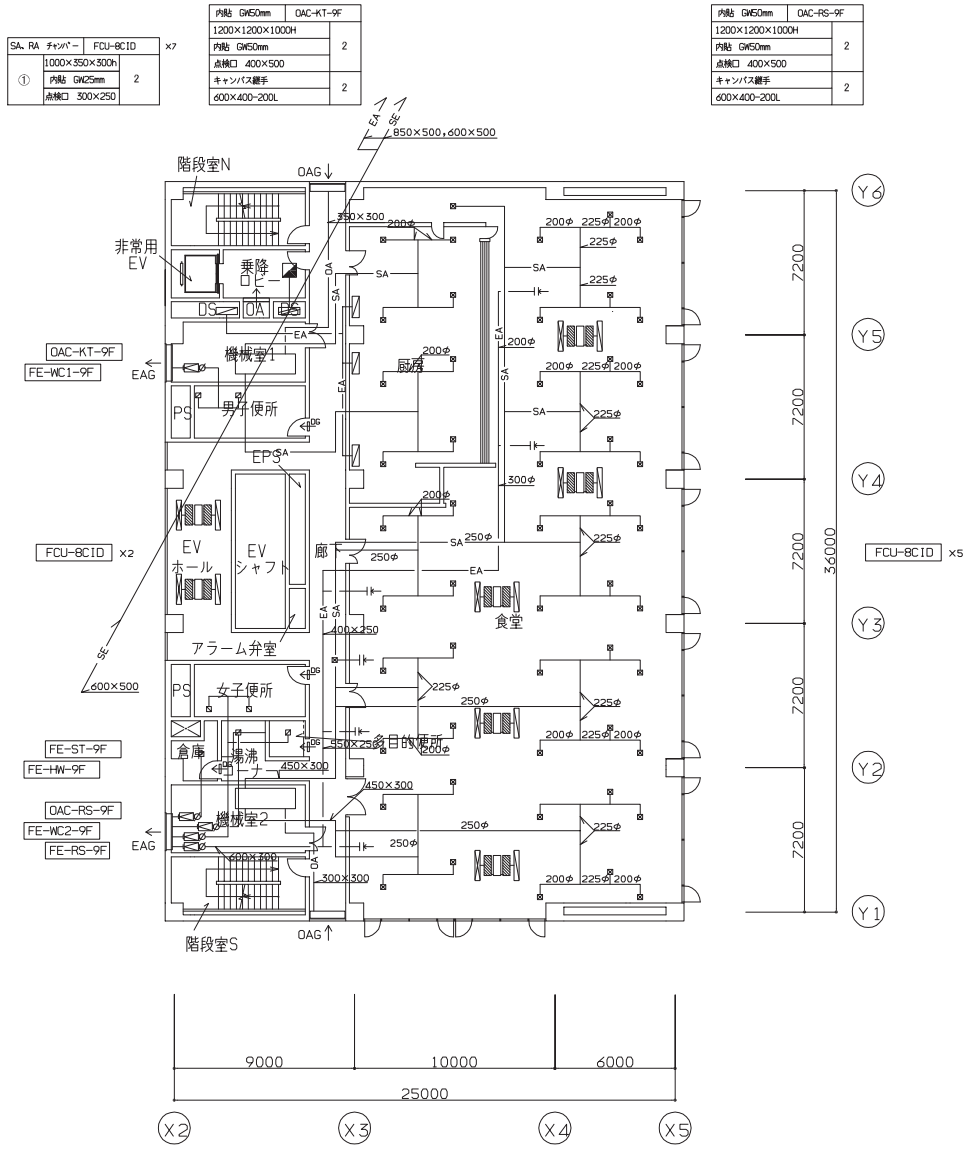 SA、RA チャンバー FCU-8CID ×7
① 1000×350×300h 2
内貼 GW25mm
点検口 300×250
内貼 GW50mm OAC-KT-9F
1200×1200×1000H 2
内貼 GW50mm
点検口 400×500
キャンバス継手 2
600×400-200L
内貼 GW50mm OAC-RS-9F
1200×1200×1000H 2
内貼 GW50mm
点検口 400×500
キャンバス継手 2
600×400-200L
EA
SE
850×500,600×500
階段室N
OAG
350×300
200φ
200φ 225φ 200φ
225φ
225φ
非常用
EV
乗降
ロビー
OA
SA
SA
SA
DS
OA
DS
EA
EA
200φ
OAC-KT-9F
FE-WC1-9F
EAG
機械室1
厨房
200φ
200φ 225φ 200φ
EA
SA
PS
男子便所
DG
SA
225φ
EPS
SA
300φ
200φ
FCU-8CID ×2
EV
ホール
EV
シャフト
廊
SA
250φ
250φ
225φ
EA
FCU-8CID ×5
EA
SA
食堂
400×250
アラーム弁室
SE
600×500
PS
女子便所
DG
225φ
250φ
225φ
FE-ST-9F
FE-HW-9F
倉庫
湯沸
コーナー
DG
DG
550×250
多目的便所
200φ
200φ 225φ 200φ
450×300
450×300
OAC-RS-9F
FE-WC2-9F
FE-RS-9F
EAG
機械室2
250φ
225φ
250φ
600×300
OA
300×300
200φ 225φ 200φ
階段室S
OAG
Y6
Y5
Y4
Y3
Y2
Y1
7200
7200
7200
7200
7200
36000
9000
10000
6000
25000
X2
X3
X4
X5